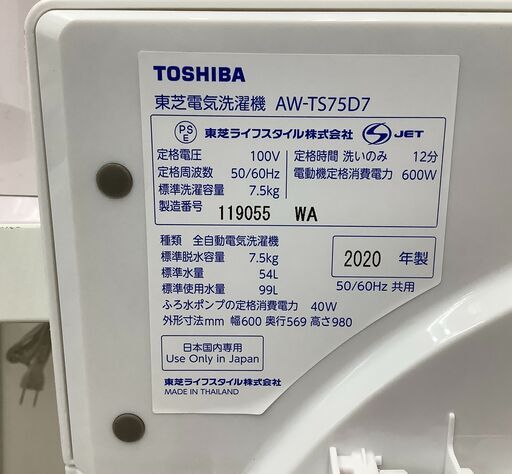 TOSHIBA
東芝電気洗濯機 AW-TS75D7
PS E 東芝ライフスタイル株式会社 S JET
定格電圧 100V
定格周波数 50/60Hz
標準洗濯容量 7.5kg
製造番号 119055 WA
定格時間 洗いのみ 12分
電動機定格消費電力 600W
種類 全自動電気洗濯機
標準脱水容量 7.5kg
標準水量 54L
標準使用水量 99L
2020 年製
50/60Hz 共用
ふろ水ポンプの定格消費電力 40W
外形寸法mm 幅600 奥行569 高さ980
日本国内専用
Use Only in Japan
東芝ライフスタイル株式会社
MADE IN THAILAND